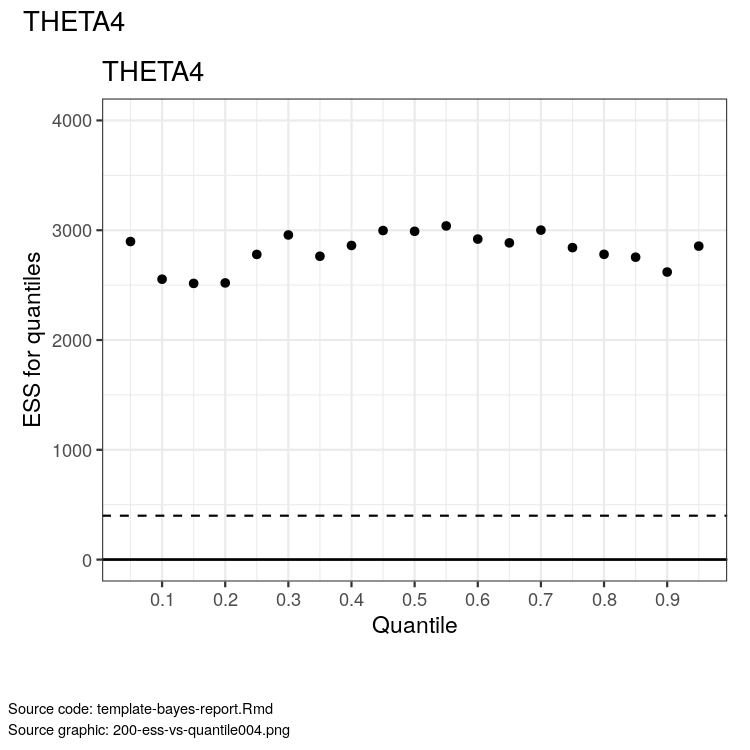 THETA4
THETA4
ESS for quantiles
4000
3000
2000
1000
0
0.1 0.2 0.3 0.4 0.5 0.6 0.7 0.8 0.9
Quantile
Source code: template-bayes-report.Rmd
Source graphic: 200-ess-vs-quantile004.png